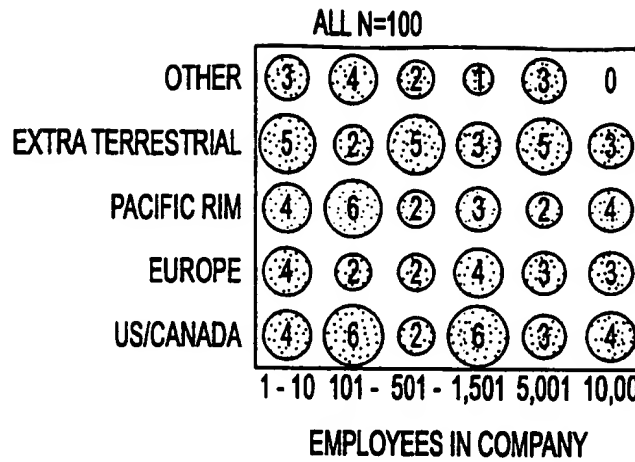 ALL N=100
OTHER 3 4 2 1 3 0
EXTRA TERRESTRIAL 5 2 5 3 5 3
PACIFIC RIM 4 6 2 3 2 4
EUROPE 4 2 2 4 3 3
US/CANADA 4 6 2 6 3 4
1 - 10 101 - 501 - 1,501 5,001 10,00
EMPLOYEES IN COMPANY